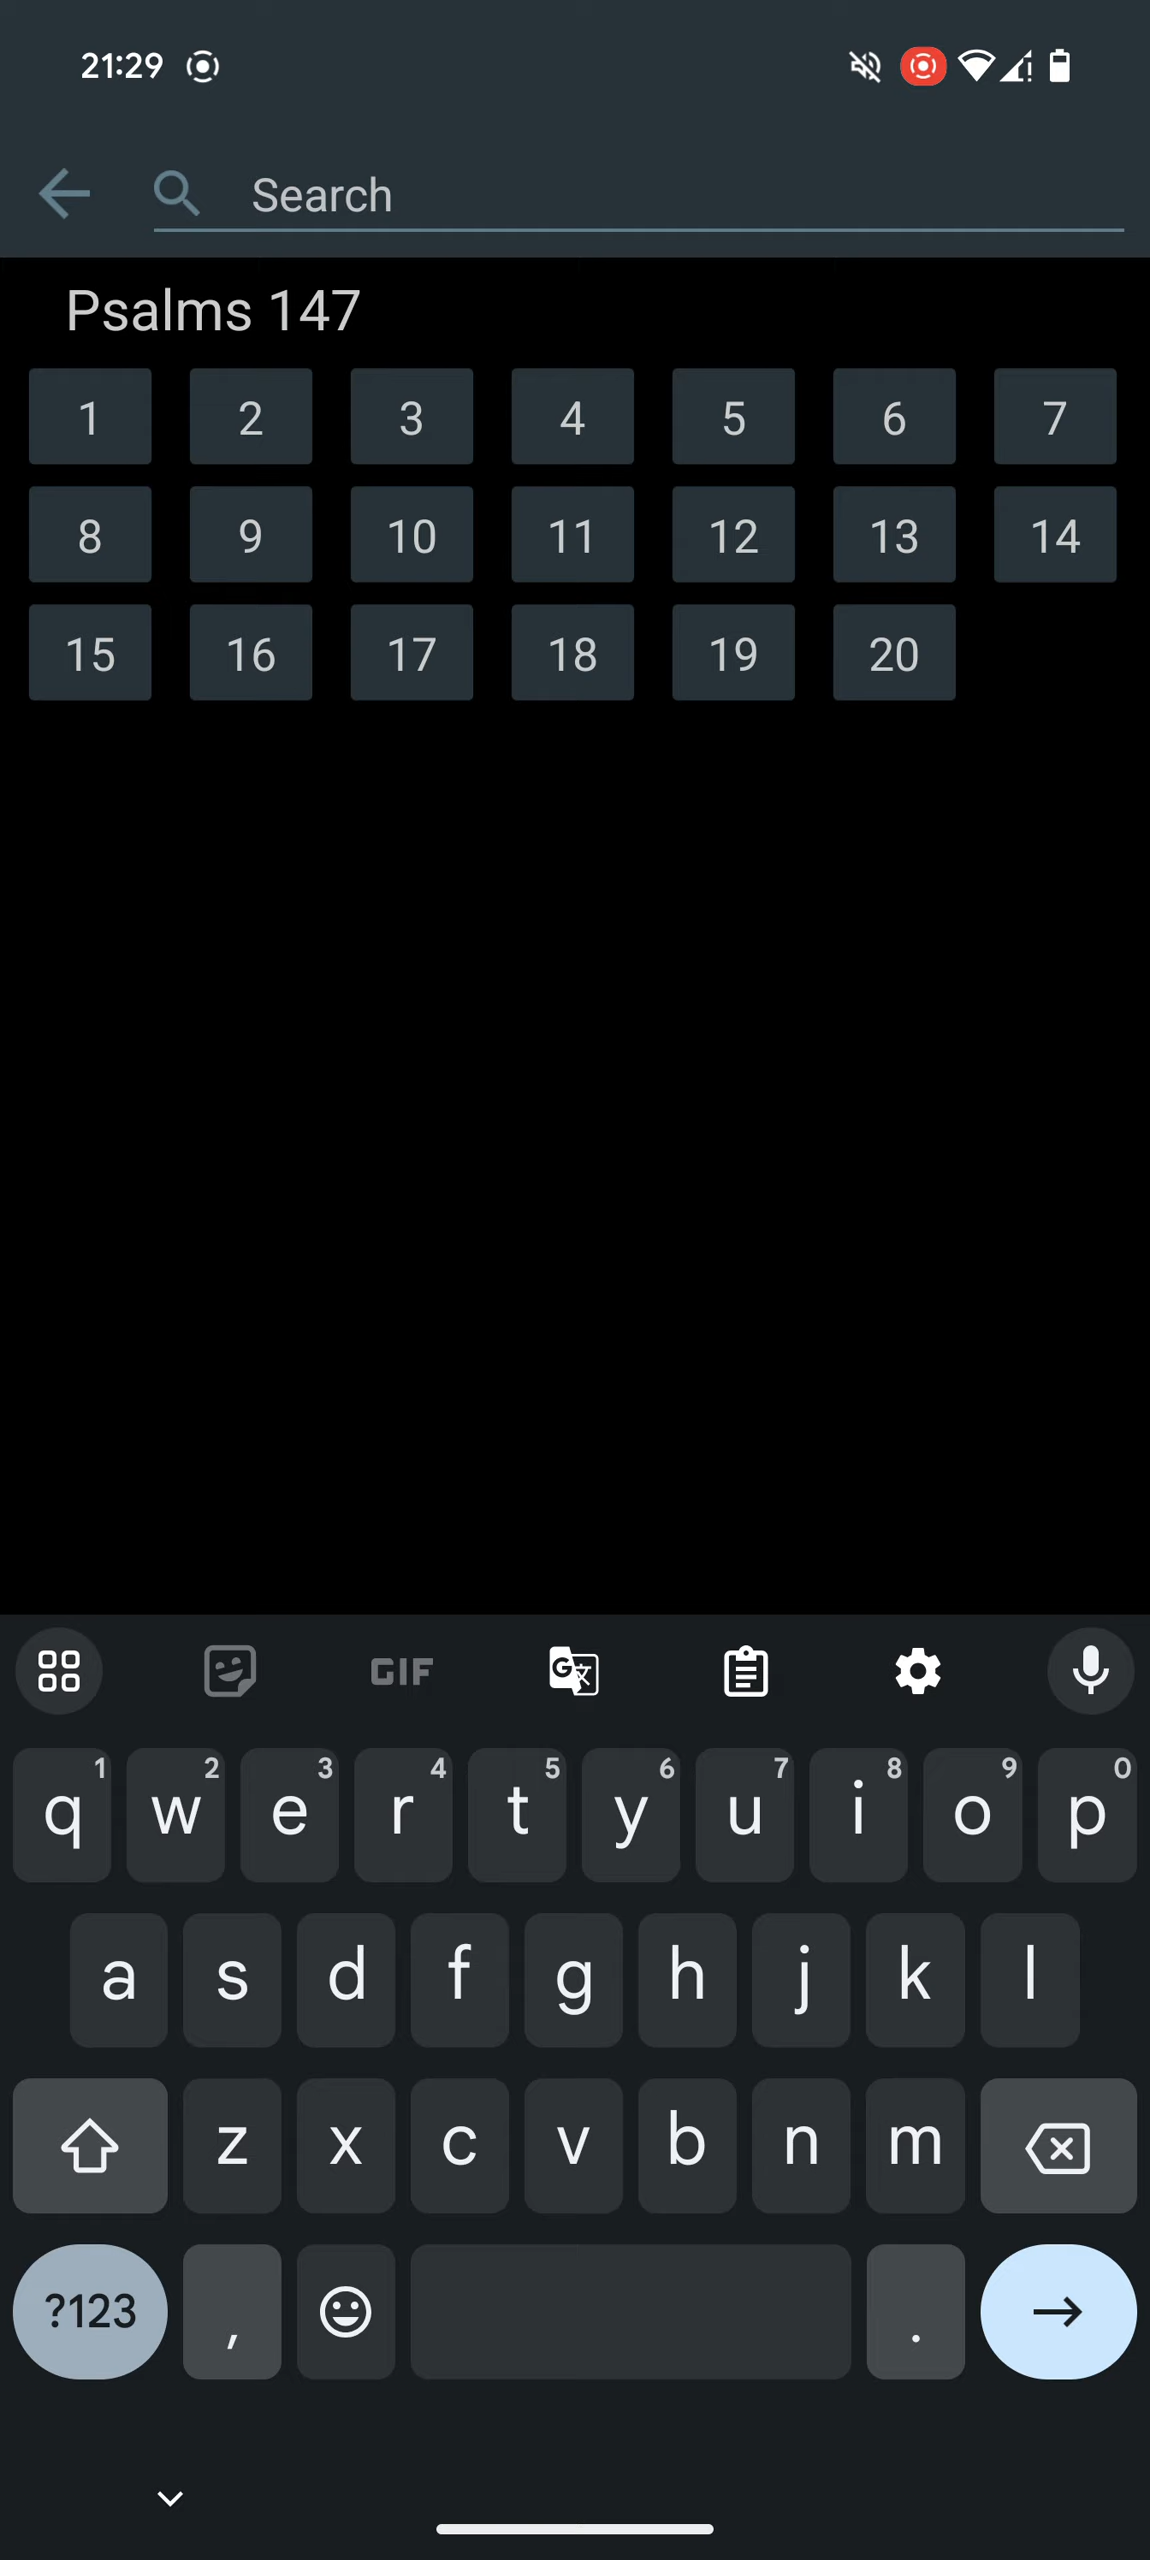 21:29
Search
Psalms 147
1 2 3 4 5 6 7
8 9 10 11 12 13 14
15 16 17 18 19 20
GIF G
1 2 3 4 5 6 7 8 9 0
q w e r t y u i o p
a s d f g h j k l
z x c v b n m
?123 , .